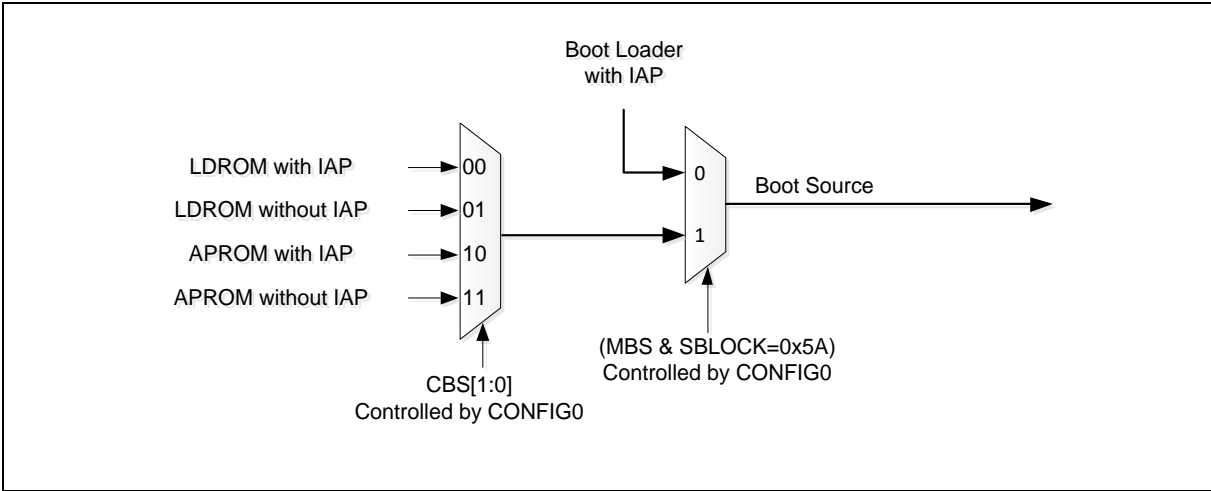 Boot Loader
with IAP
LDROM with IAP
00
LDROM without IAP
01
APROM with IAP
10
APROM without IAP
11
0
1
Boot Source
(MBS & SBLOCK=0x5A)
Controlled by CONFIG0
CBS[1:0]
Controlled by CONFIG0